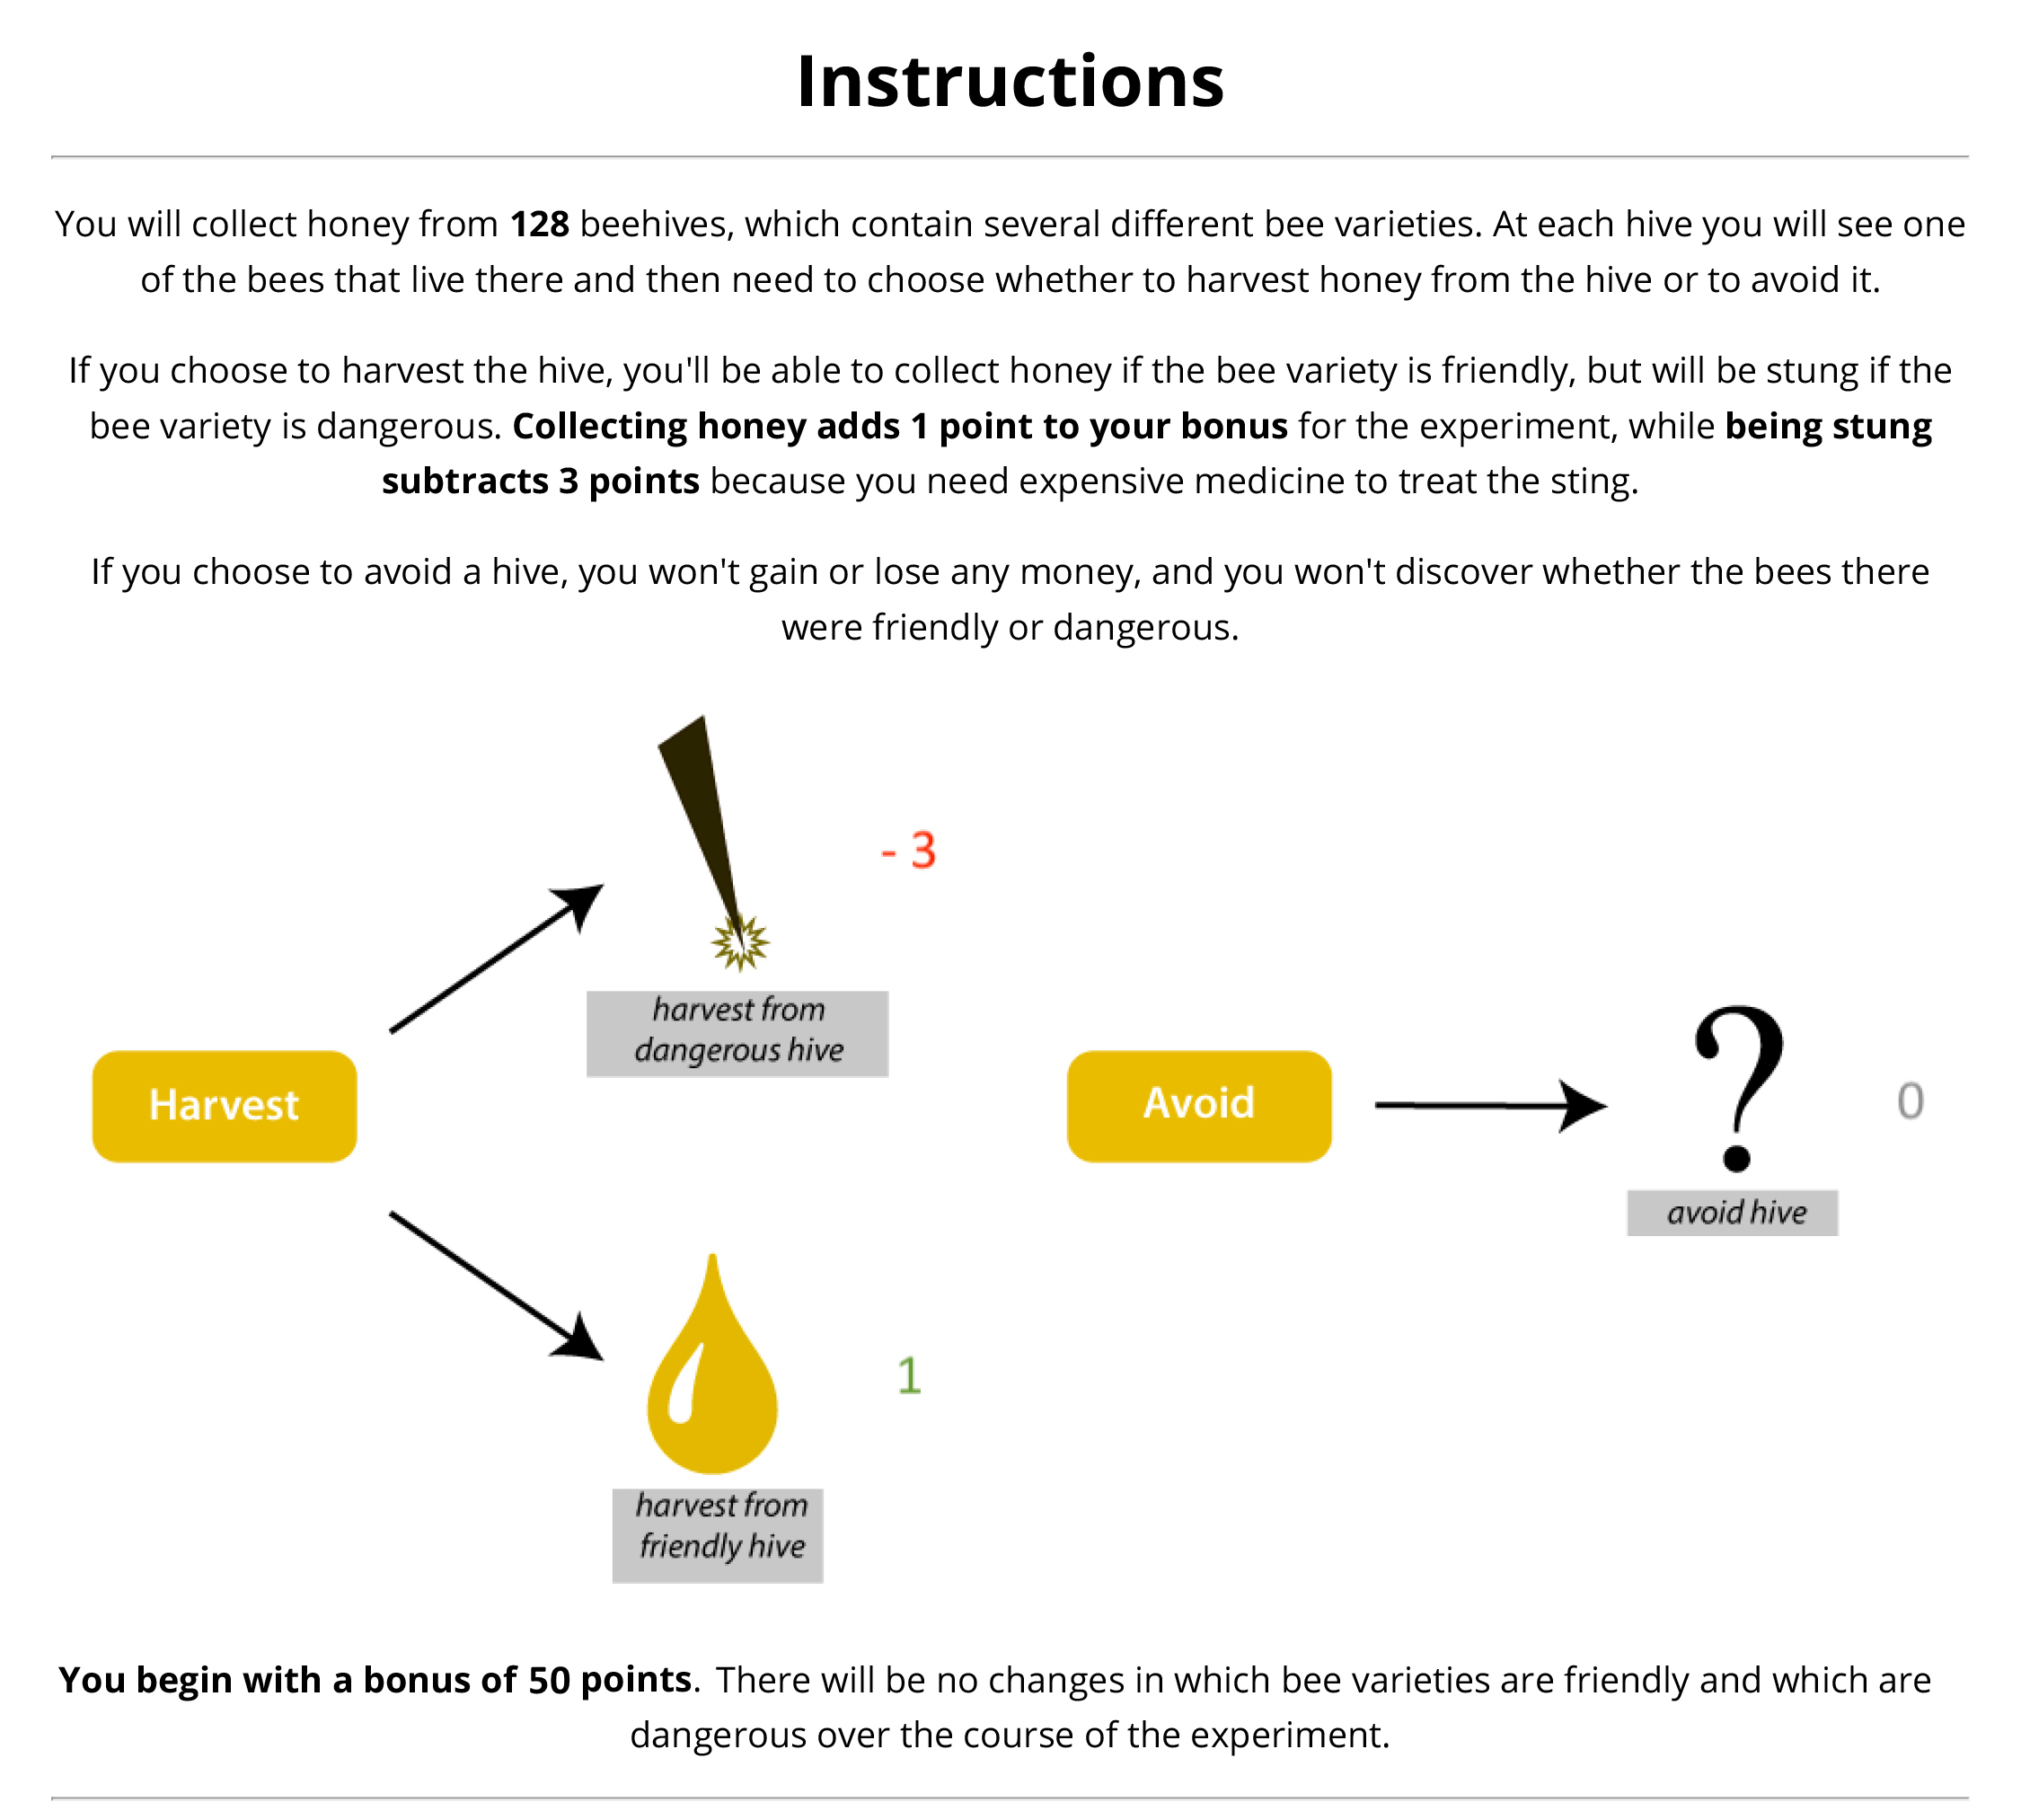 Instructions
You will collect honey from 128 beehives, which contain several different bee varieties. At each hive you will see one
of the bees that live there and then need to choose whether to harvest honey from the hive or to avoid it.
If you choose to harvest the hive, you'll be able to collect honey if the bee variety is friendly, but will be stung if the
bee variety is dangerous. Collecting honey adds 1 point to your bonus for the experiment, while being stung
subtracts 3 points because you need expensive medicine to treat the sting.
If you choose to avoid a hive, you won't gain or lose any money, and you won't discover whether the bees there
were friendly or dangerous.
- 3
harvest from
dangerous hive
Harvest
Avoid
?
0
avoid hive
1
harvest from
friendly hive
You begin with a bonus of 50 points. There will be no changes in which bee varieties are friendly and which are
dangerous over the course of the experiment.